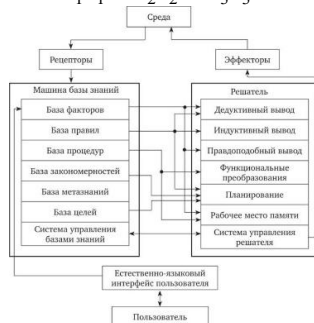 Среда
Рецепторы
Эффекторы
Машина базы знаний
База факторов
База правил
База процедур
База закономерностей
База метазнаний
База целей
Система управления
базами знаний
Решатель
Дедуктивный вывод
Индуктивный вывод
Правдоподобный вывод
Функциональные
преобразования
Планирование
Рабочее место памяти
Система управления
решателя
Естественно-языковый
интерфейс пользователя
Пользователь